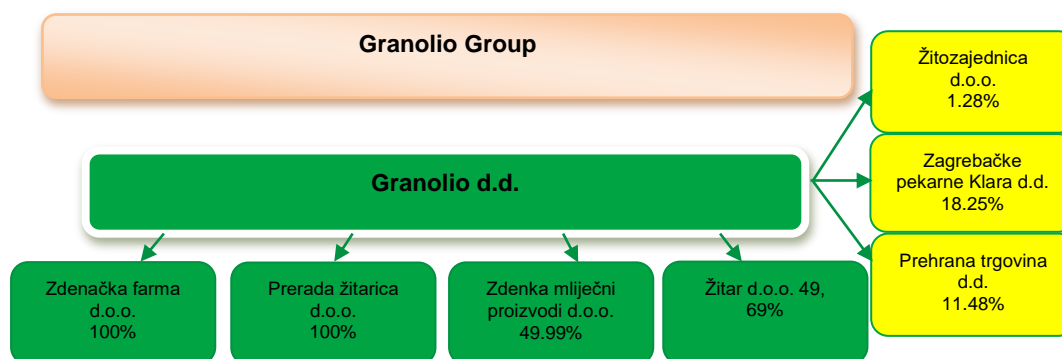 Granolio Group
Žitozajednica
d.o.o.
1.28%
Granolio d.d.
Zagrebačke
pekarne Klara d.d.
18.25%
Prehrana trgovina
d.d.
11.48%
Zdenačka farma
d.o.o.
100%
Prerada žitarica
d.o.o.
100%
Zdenka mliječni
proizvodi d.o.o.
49.99%
Žitar d.o.o. 49,
69%